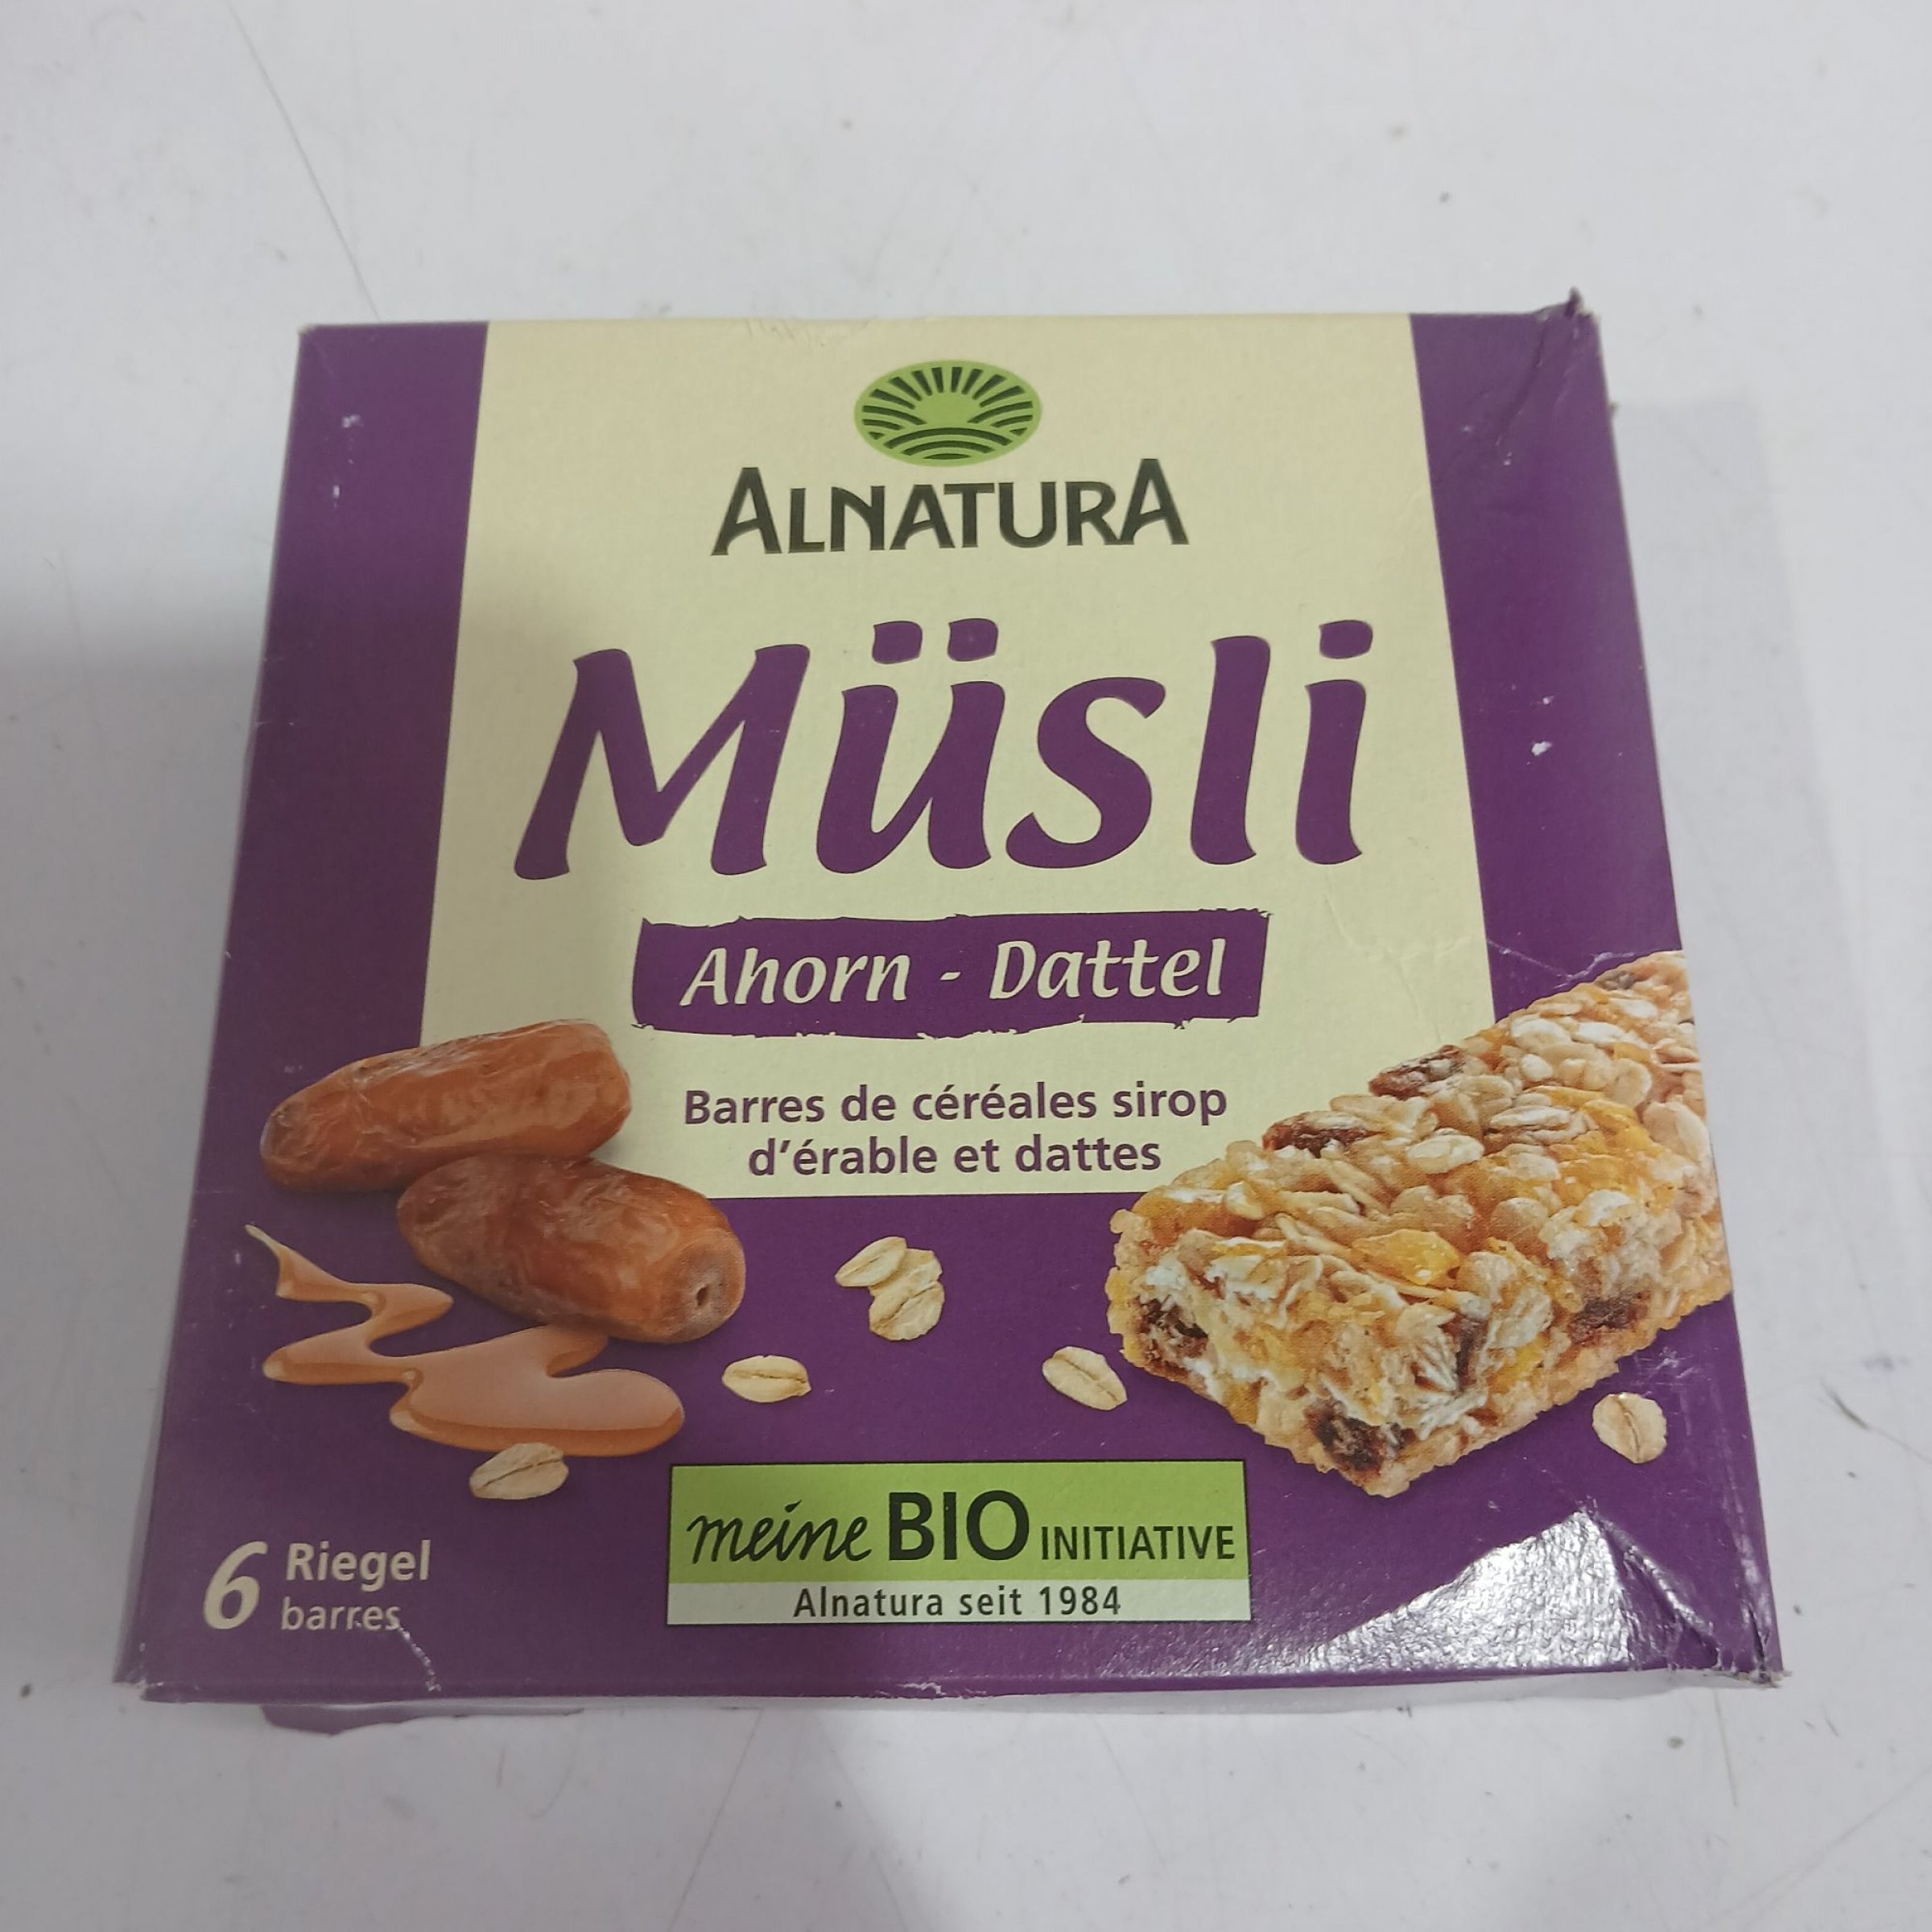 ALNATURA
Müsli
Ahorn - Dattel
Barres de céréales sirop
d'érable et dattes
6 Riegel
barres
meine BIO INITIATIVE
Alnatura seit 1984